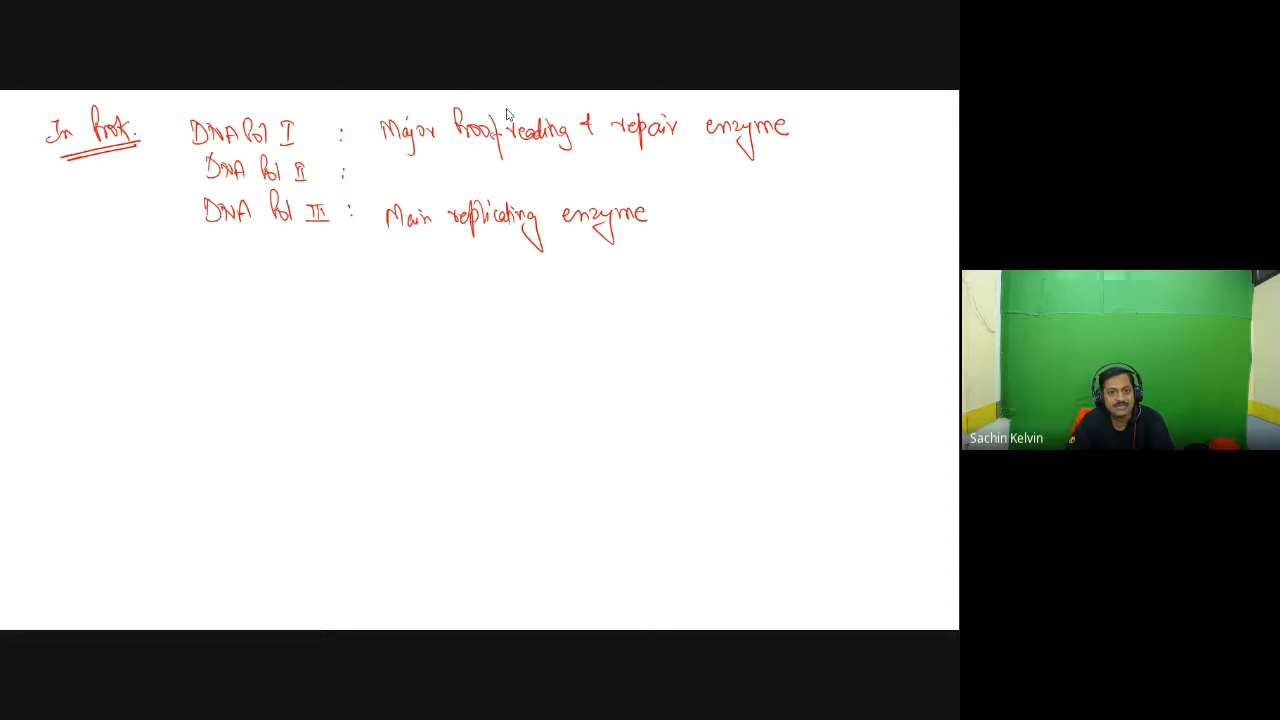 In Prok. DNA Pol I : Major Proof reading & repair enzyme
DNA Pol II :
DNA Pol III : Main replicating enzyme
Sachin Kelvin